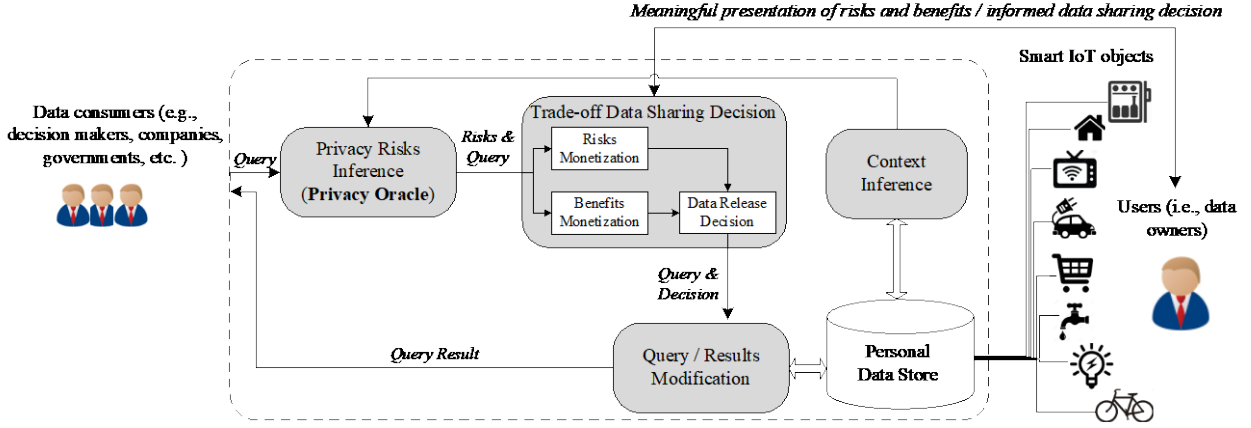 Meaningful presentation of risks and benefits / informed data sharing decision
Smart IoT objects
Data consumers (e.g.,
decision makers, companies,
governments, etc. )
Query
Privacy Risks
Inference
(Privacy Oracle)
Risks &
Query
Trade-off Data Sharing Decision
Risks
Monetization
Benefits
Monetization
Data Release
Decision
Context
Inference
Users (i.e., data
owners)
Query &
Decision
Query Result
Query / Results
Modification
Personal
Data Store